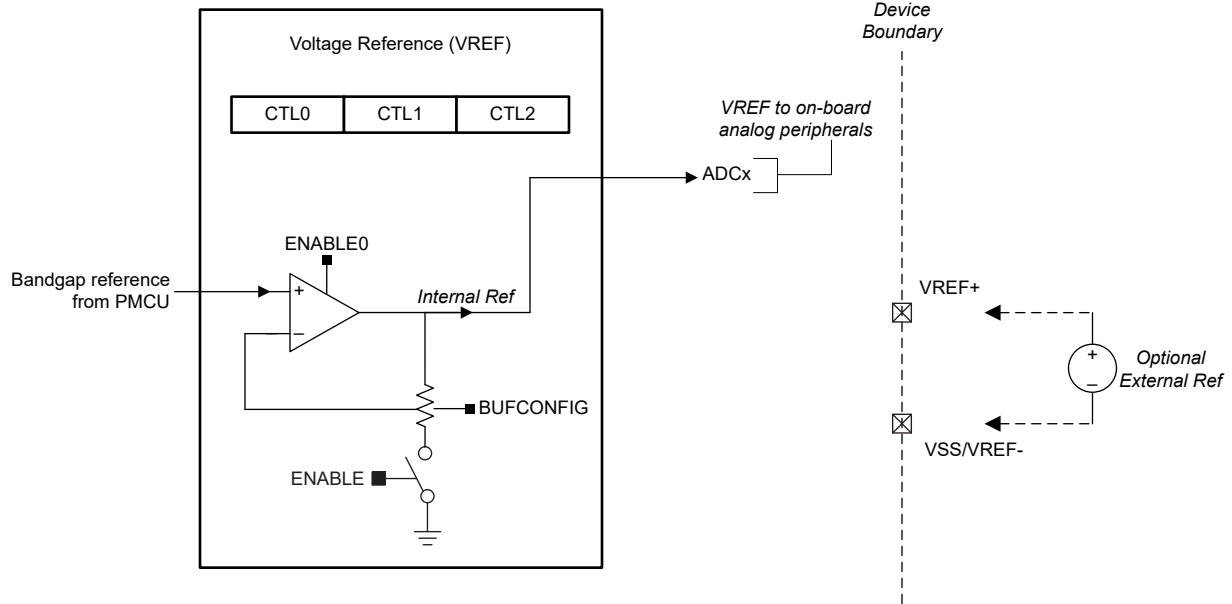 Device
Boundary
Voltage Reference (VREF)
CTL0
CTL1
CTL2
VREF to on-board
analog peripherals
ADCx
ENABLE0
Bandgap reference
from PMCU
+
–
Internal Ref
VREF+
+
–
Optional
External Ref
BUFCONFIG
VSS/VREF-
ENABLE